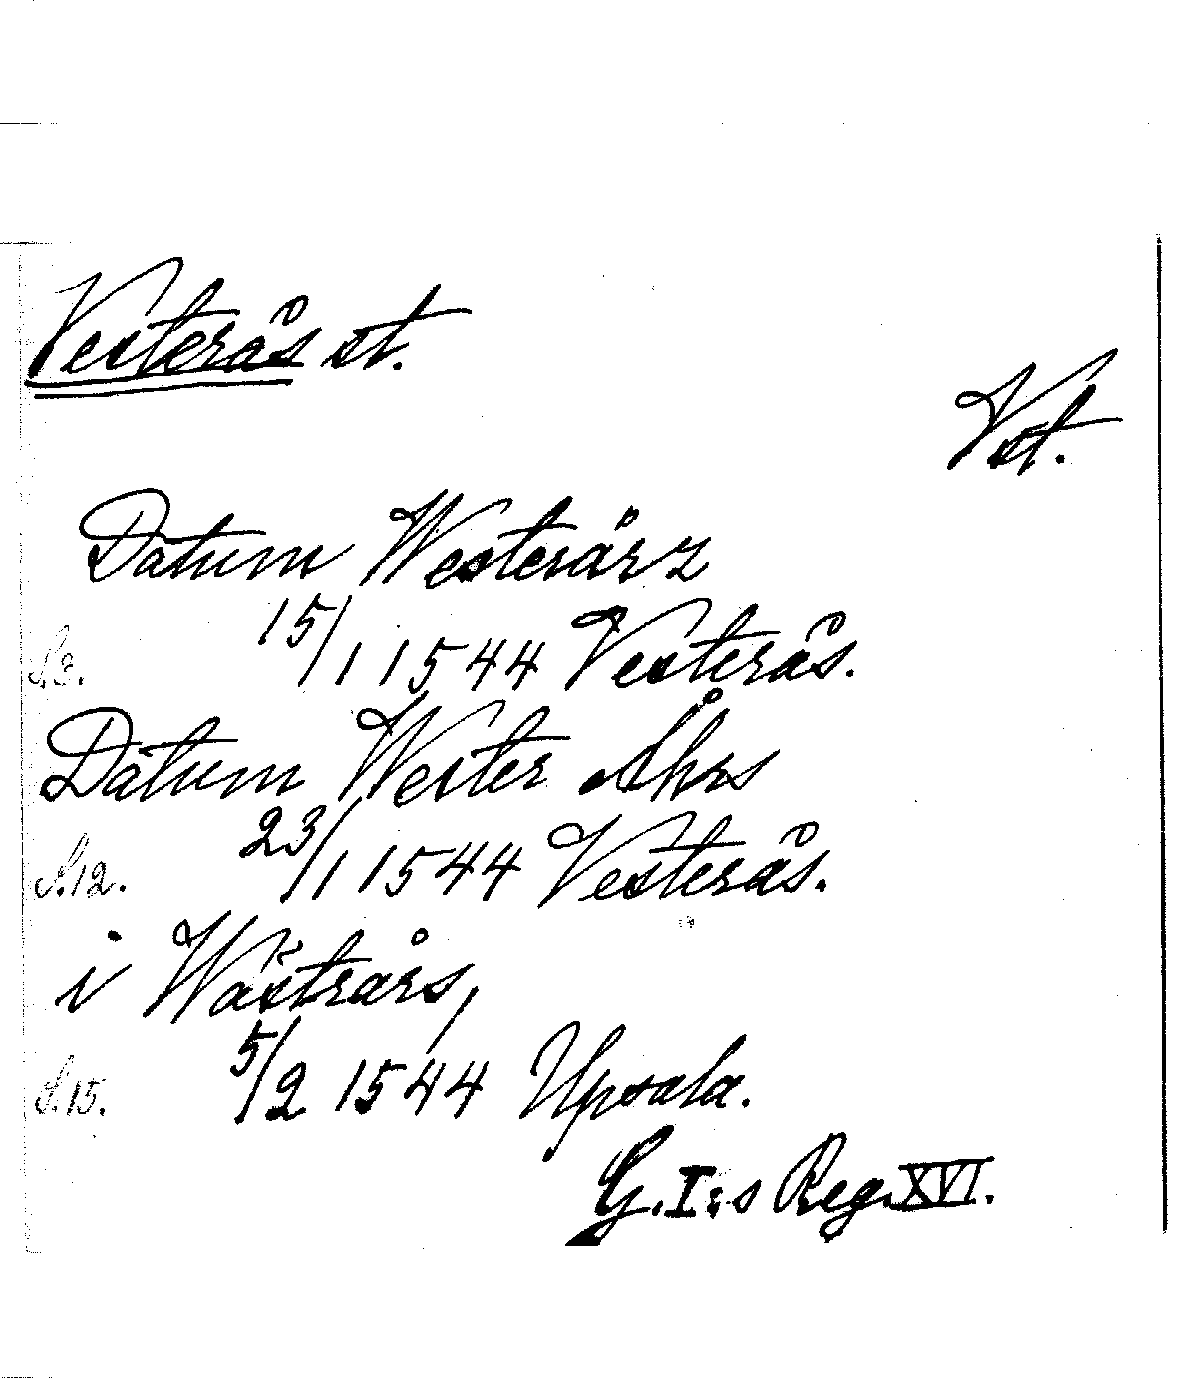 Vesterås st.
Vst.
Datum Westerårz
S.3. 15/1 1544 Vesterås.
Datum Wester Åhrs
S.12. 23/1 1544 Vesterås.
i Wästrårs,
S.15. 5/2 1544 Upsala.
G.I:s Reg. XVI.